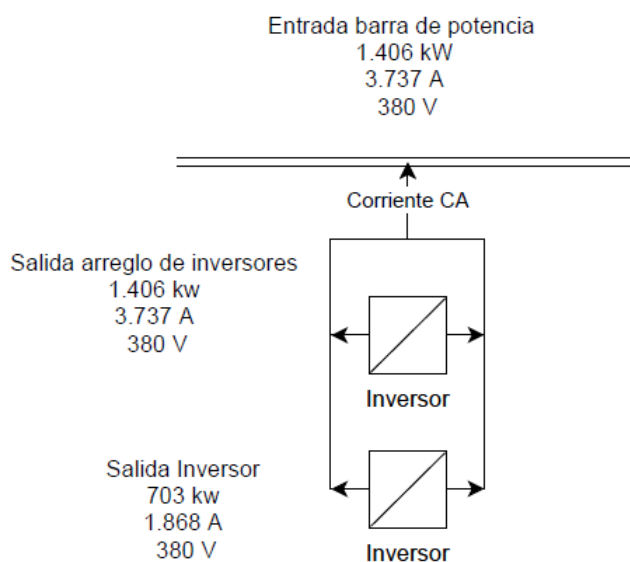 Entrada barra de potencia
1.406 kW
3.737 A
380 V
Corriente CA
Salida arreglo de inversores
1.406 kw
3.737 A
380 V
Inversor
Salida Inversor
703 kw
1.868 A
380 V
Inversor